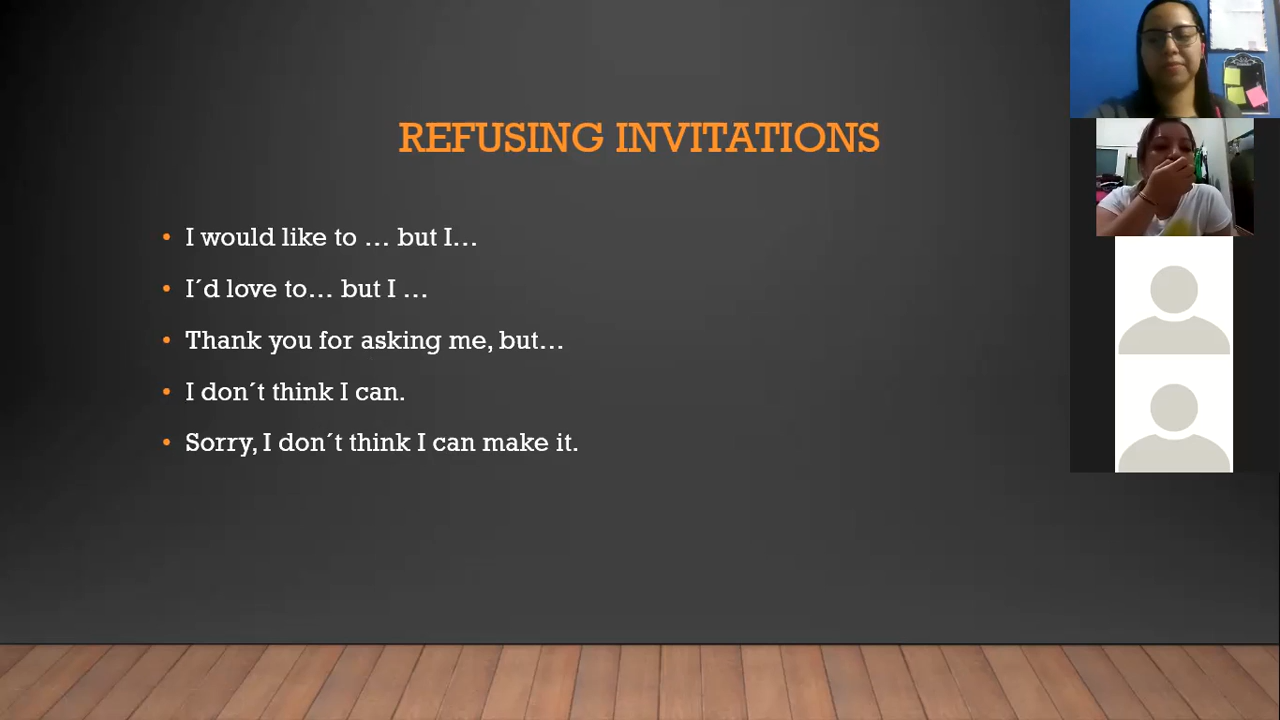 REFUSING INVITATIONS
• I would like to … but I…
• I´d love to… but I …
• Thank you for asking me, but…
• I don´t think I can.
• Sorry, I don´t think I can make it.